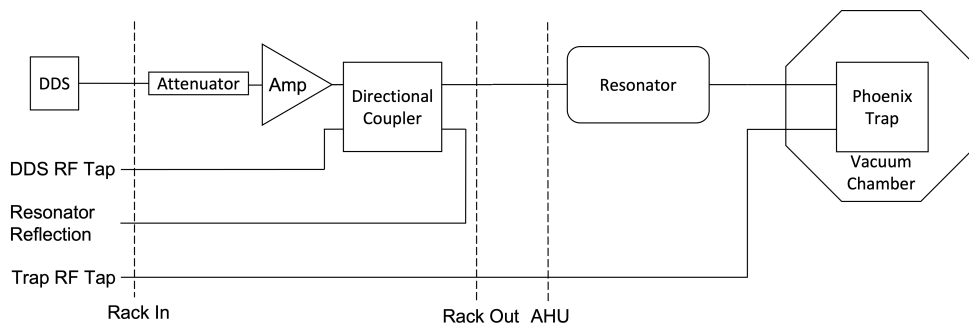 DDS
Attenuator
Amp
Directional
Coupler
Resonator
Phoenix
Trap
Vacuum
Chamber
DDS RF Tap
Resonator
Reflection
Trap RF Tap
Rack In
Rack Out
AHU